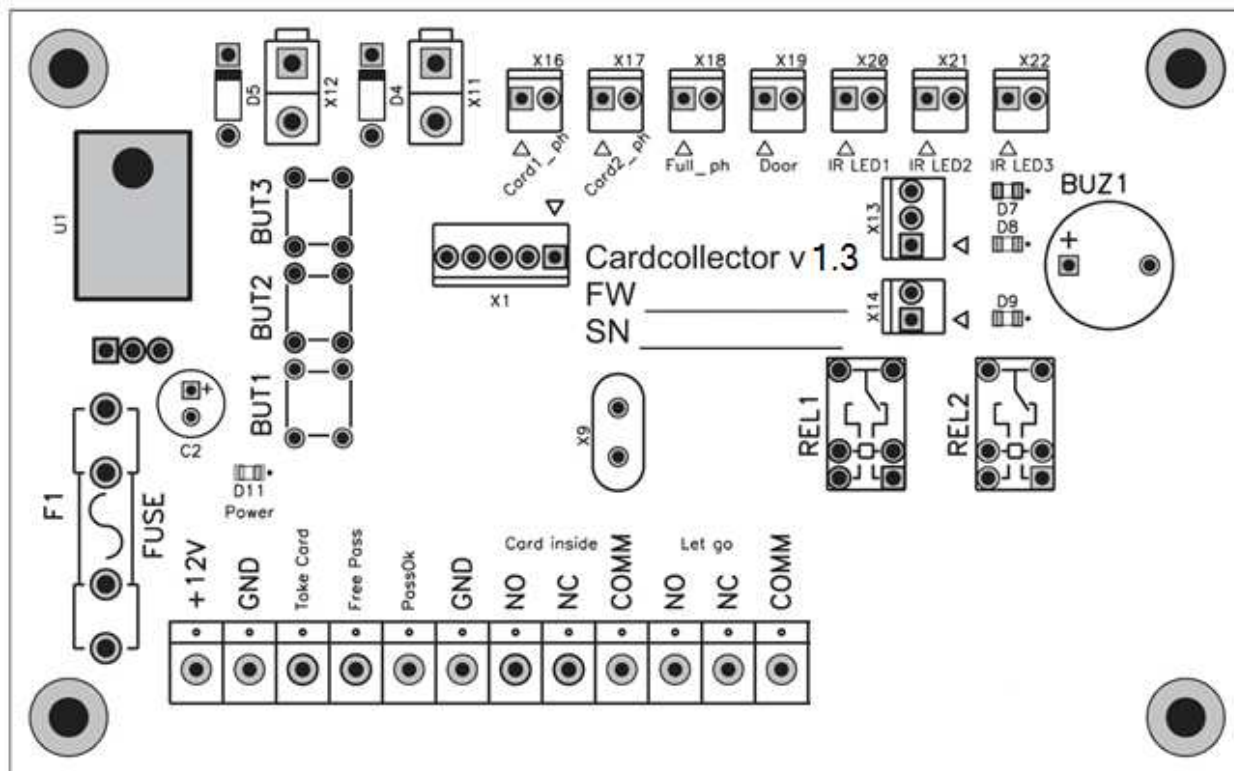 D5
X12
D4
X11
X16
X17
X18
X19
X20
X21
X22
Card1_ph
Card2_ph
Full_ph
Door
IR LED1
IR LED2
IR LED3
U1
BUT3
BUT2
BUT1
X1
Cardcollector v 1.3
FW
SN
X13
X14
D7
D8
D9
BUZ1
+
+
C2
X9
REL1
REL2
D11
Power
F1
FUSE
Card inside
Let go
+12V
GND
Take Card
Free Pass
PassOk
GND
NO
NC
COMM
NO
NC
COMM